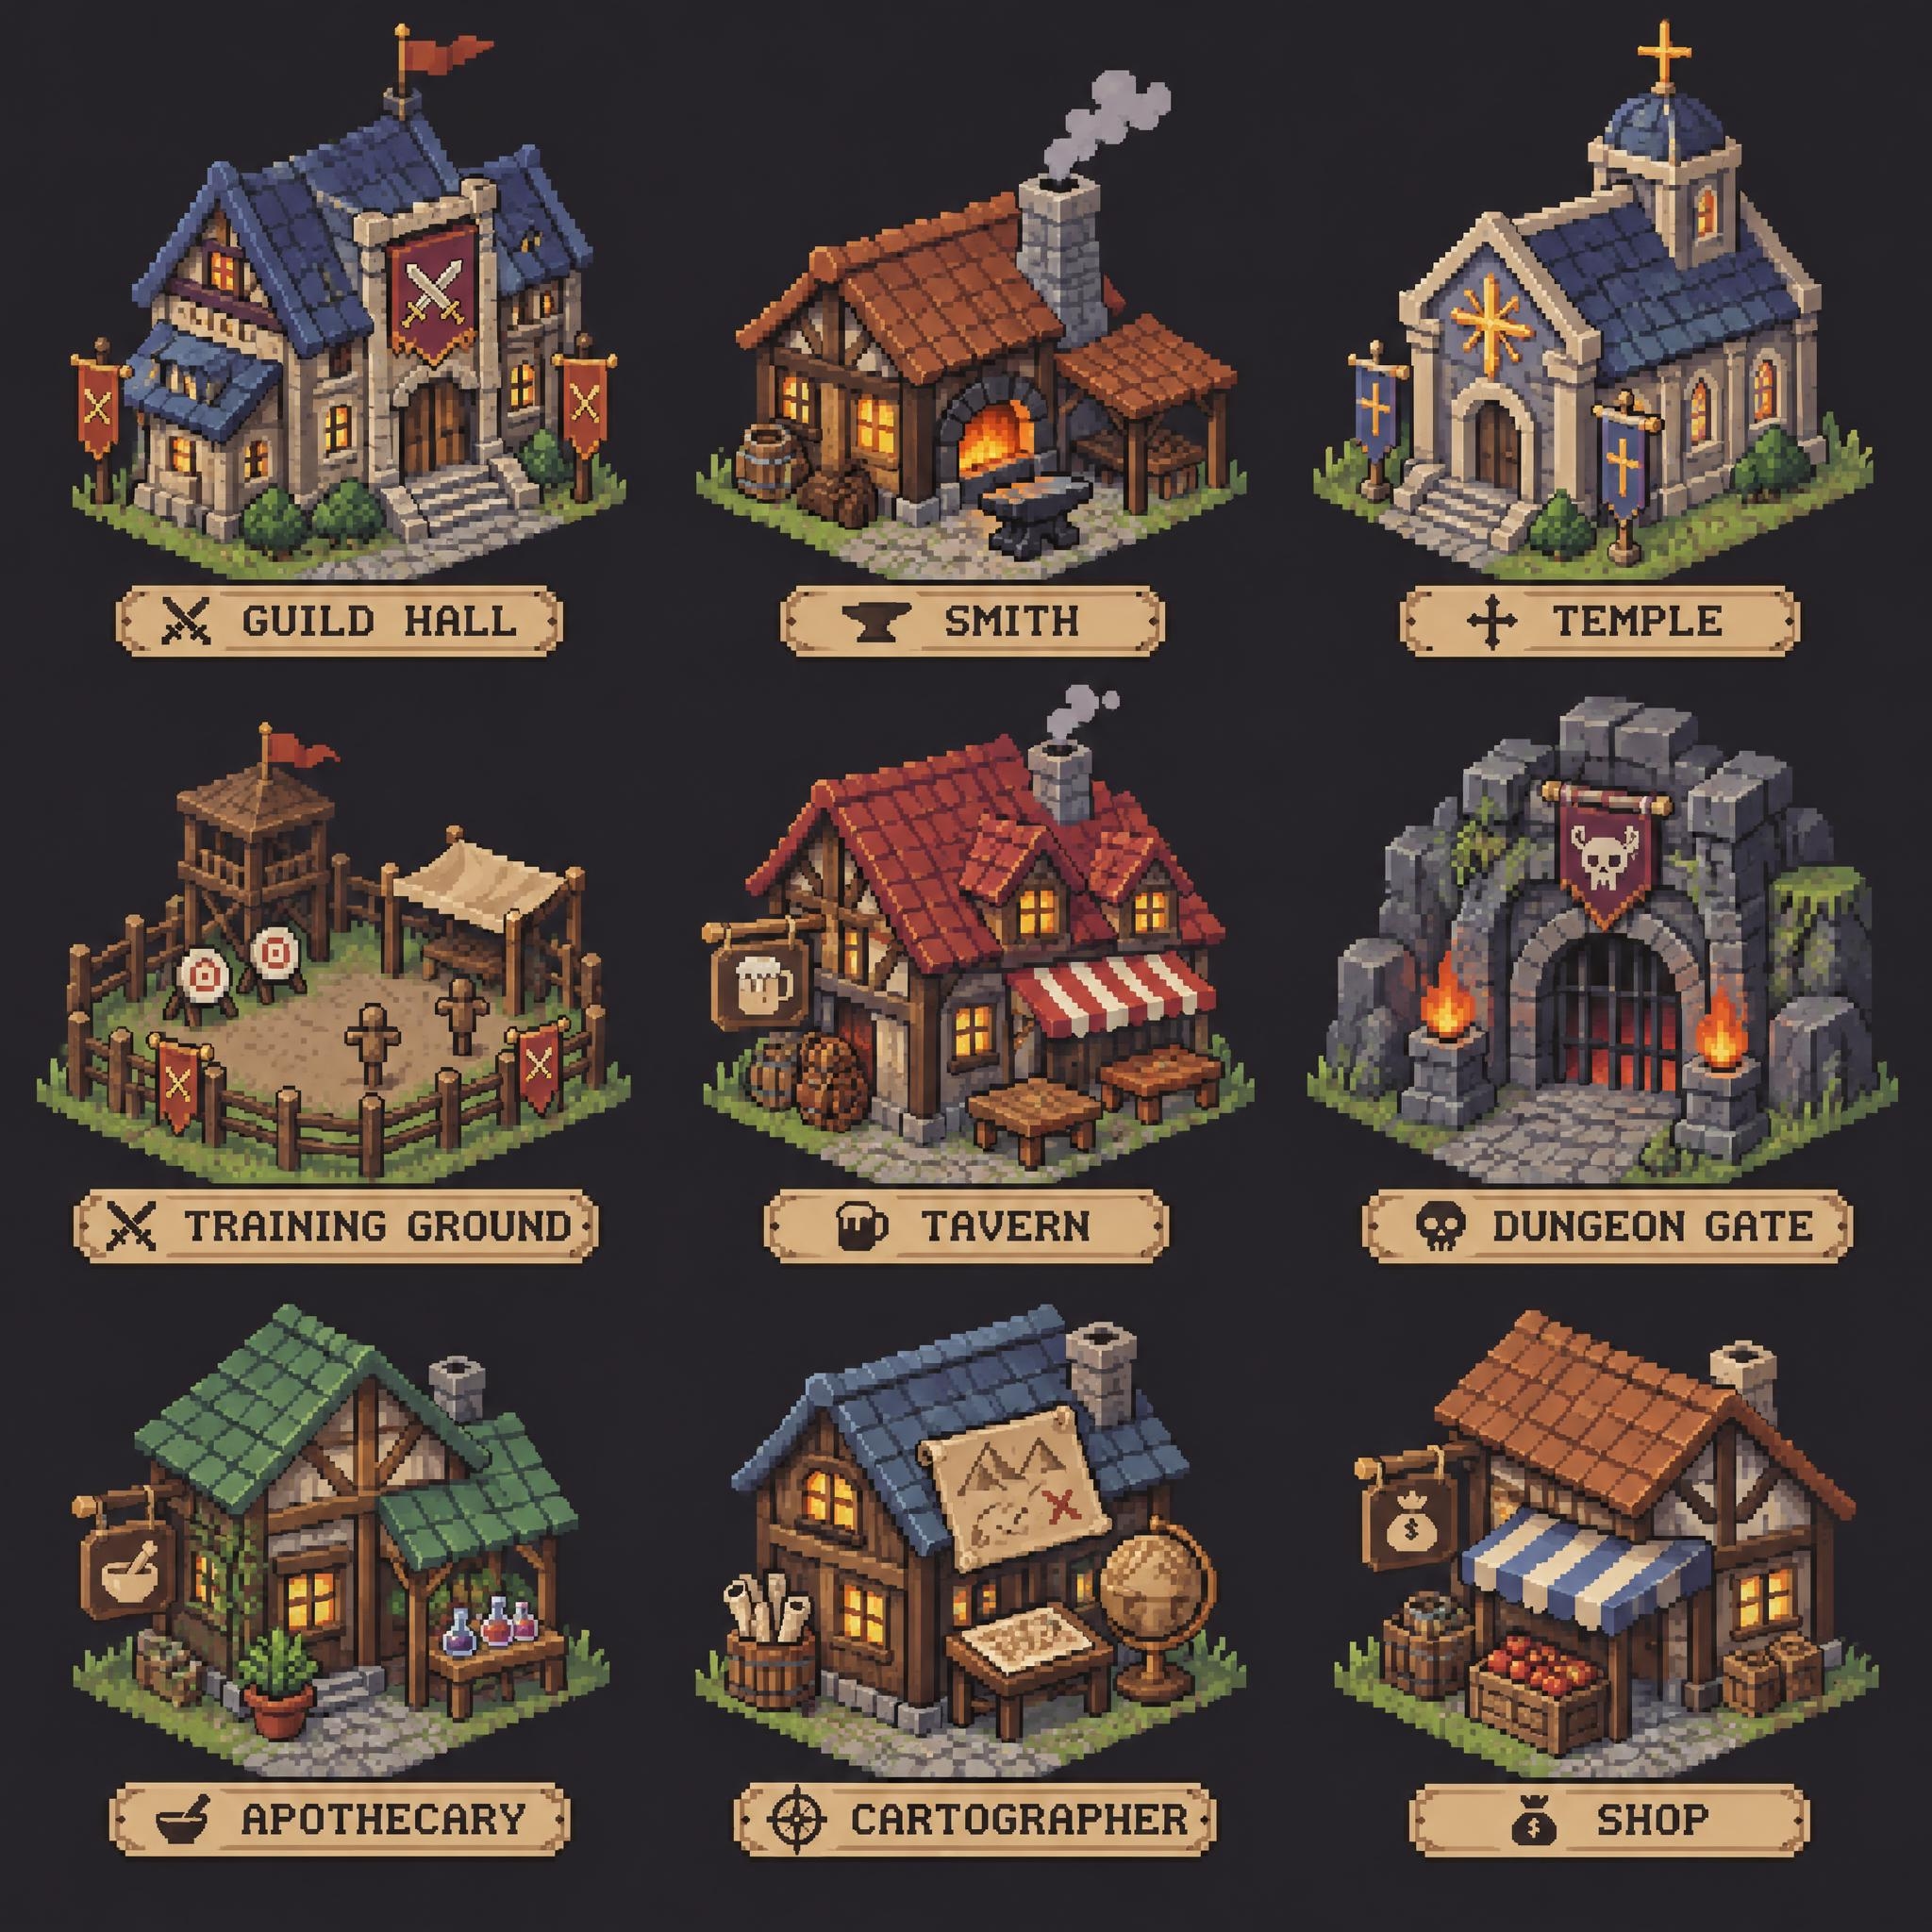 GUILD HALL
SMITH
TEMPLE
TRAINING GROUND
TAVERN
DUNGEON GATE
$
APOTHECARY
CARTOGRAPHER
$ SHOP